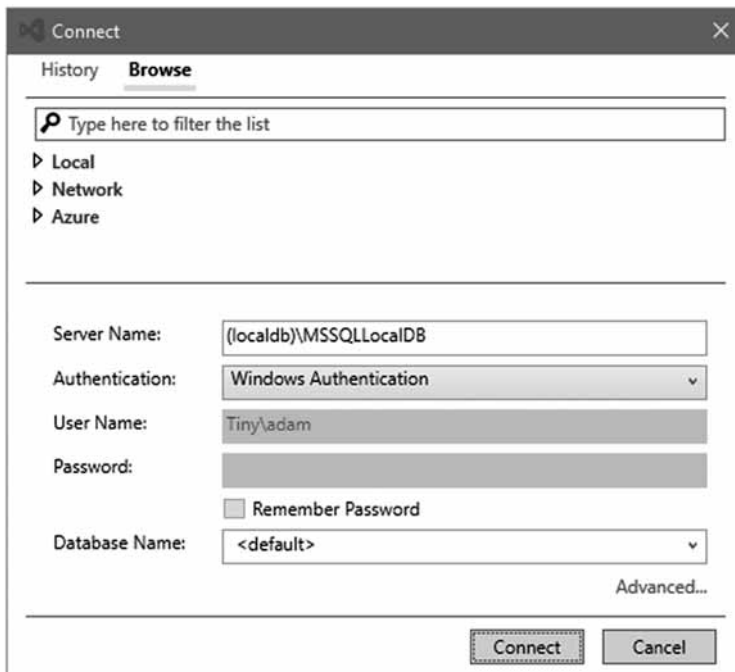 Connect
History Browse
Type here to filter the list
Local
Network
Azure
Server Name: (localdb)\MSSQLLocalDB
Authentication: Windows Authentication
User Name: Tiny\adam
Password:
Remember Password
Database Name: <default>
Advanced...
Connect Cancel